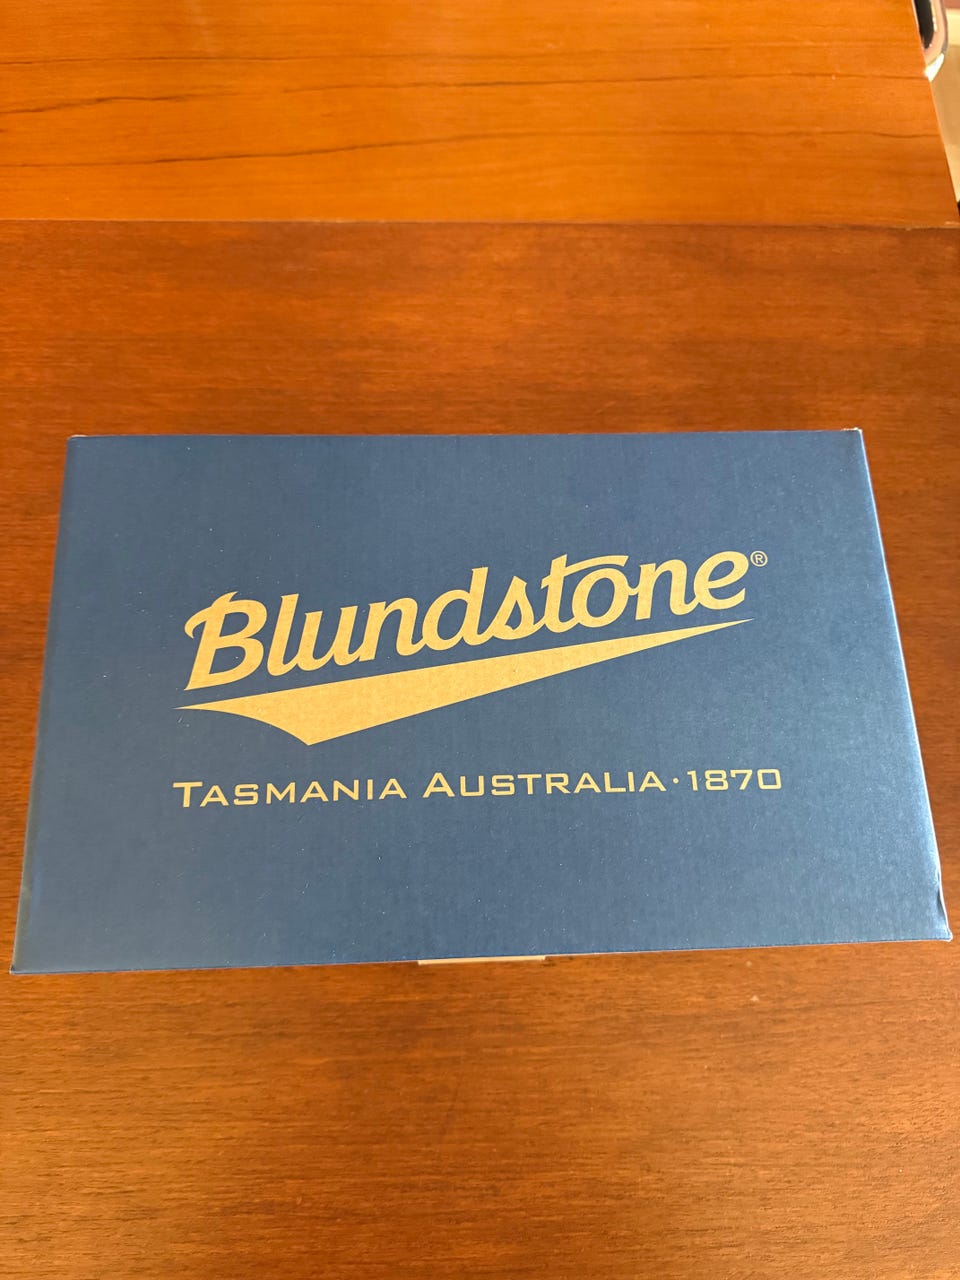 Blundstone®
TASMANIA AUSTRALIA · 1870